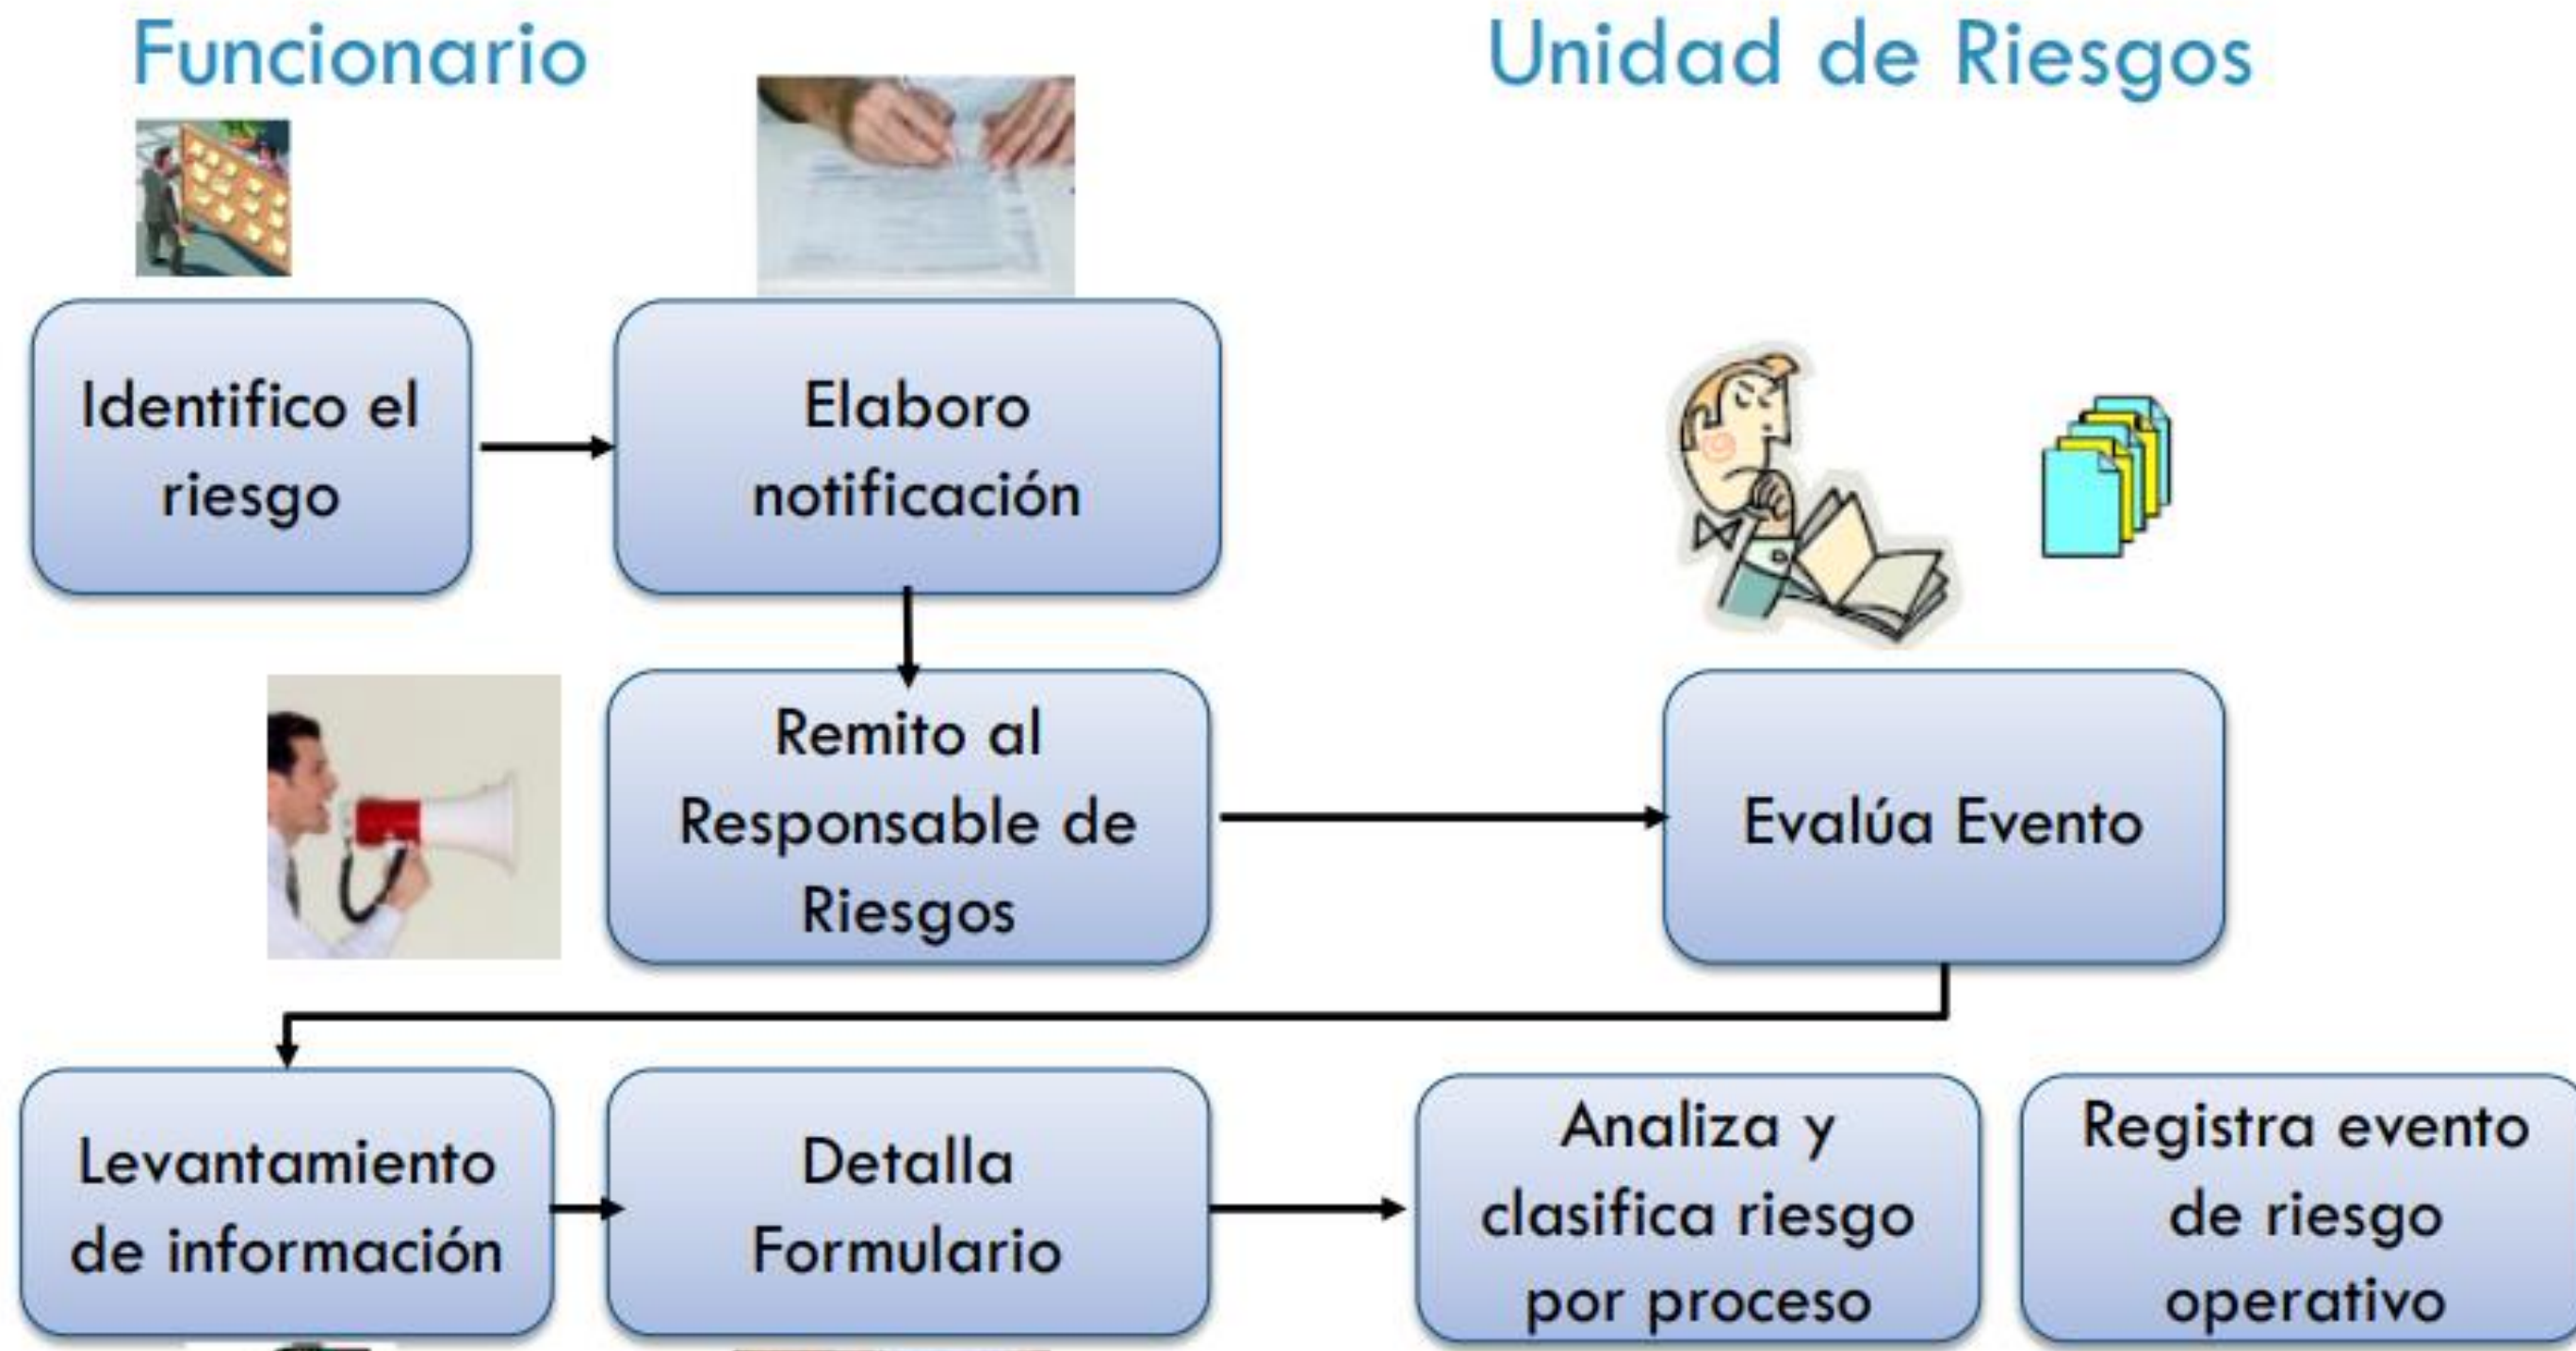 Funcionario
Unidad de Riesgos
Identifico el
riesgo
Elaboro
notificación
Remito al
Responsable de
Riesgos
Evalúa Evento
Levantamiento
de información
Detalla
Formulario
Analiza y
clasifica riesgo
por proceso
Registra evento
de riesgo
operativo